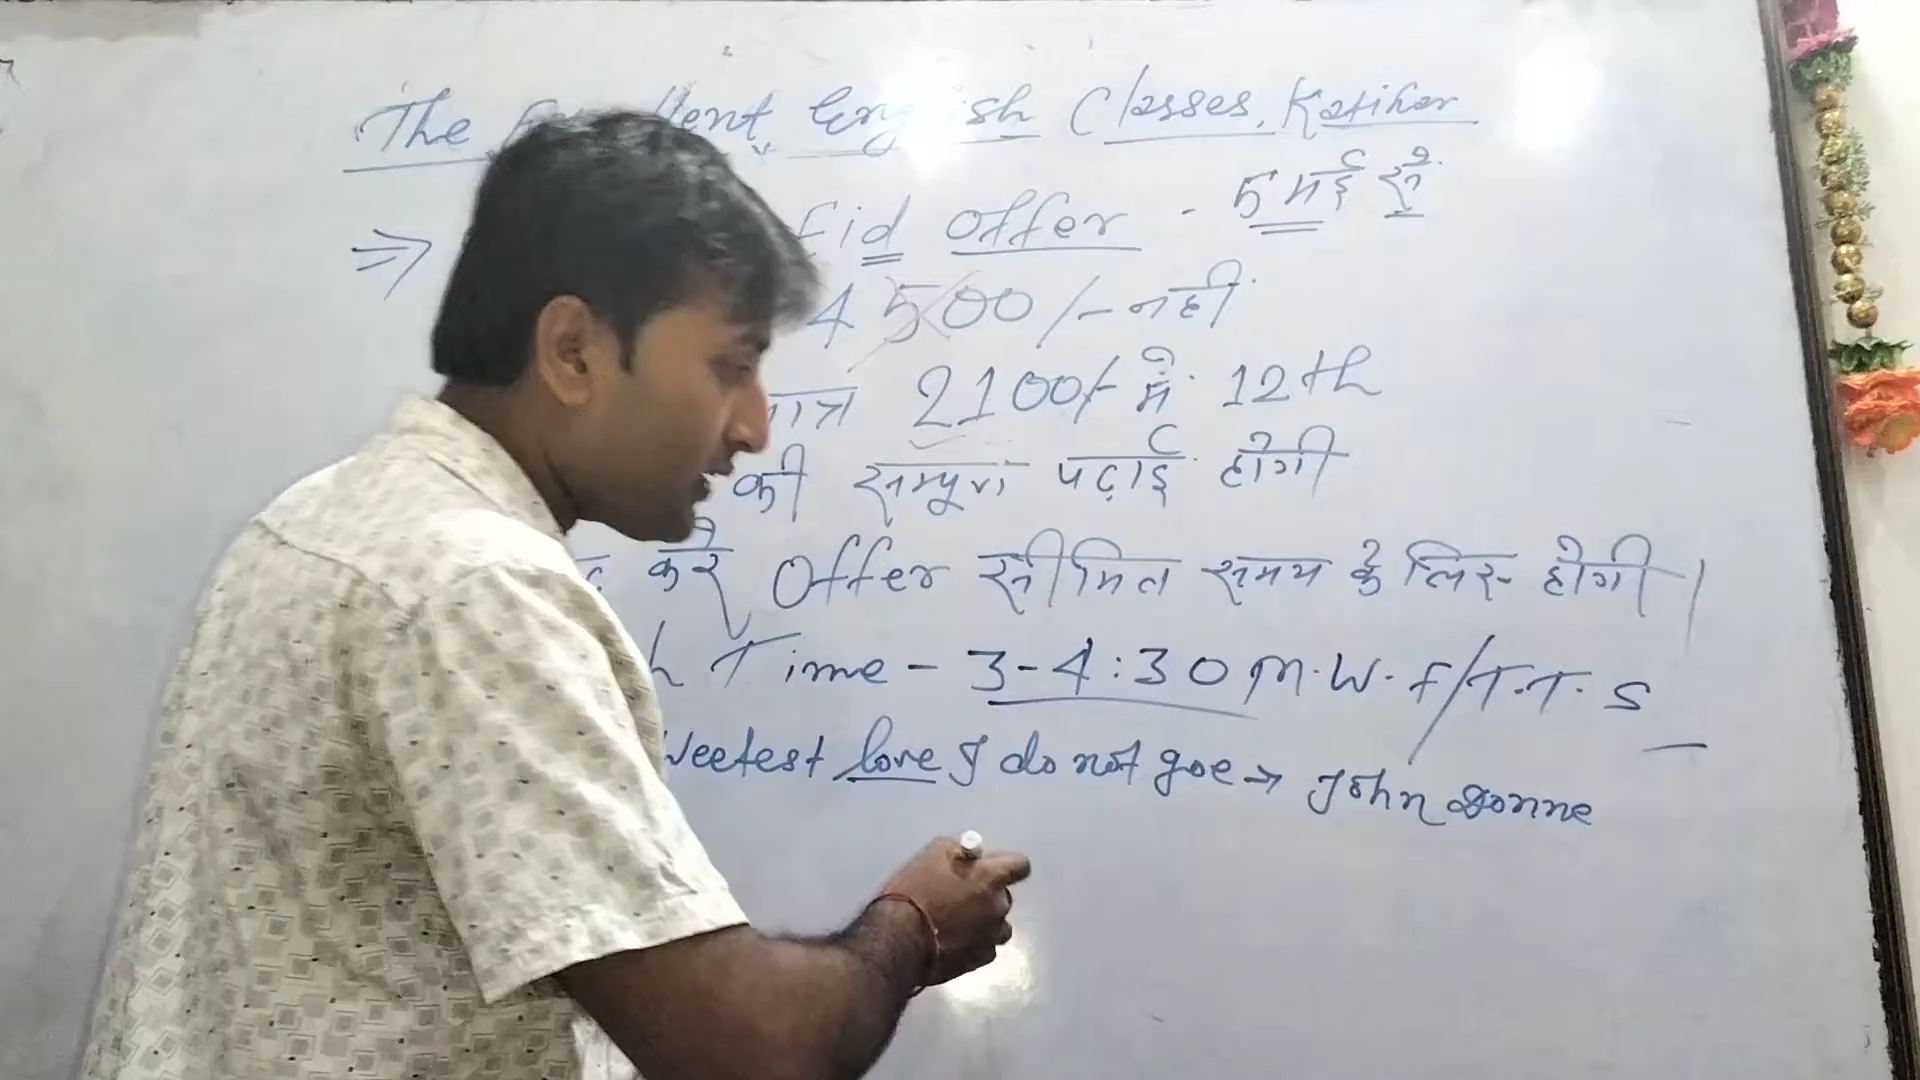 The Excellent English Classes, Katihar
⇒ Eid Offer - 5 मई से
4500/- नहीं
मात्र 2100/- में 12th
की सम्पूर्ण पढ़ाई होगी
करें Offer सीमित समय के लिए होगी।
Time - 3-4:30 M.W.F/T.T.S
Sweetest love I do not goe → John Donne